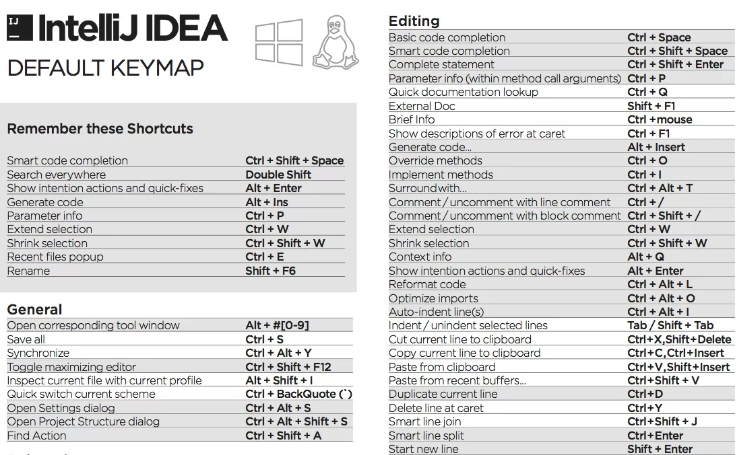 IJ IntelliJ IDEA
DEFAULT KEYMAP
Remember these Shortcuts
Smart code completion Ctrl + Shift + Space
Search everywhere Double Shift
Show intention actions and quick-fixes Alt + Enter
Generate code Alt + Ins
Parameter info Ctrl + P
Extend selection Ctrl + W
Shrink selection Ctrl + Shift + W
Recent files popup Ctrl + E
Rename Shift + F6
General
Open corresponding tool window Alt + #[0-9]
Save all Ctrl + S
Synchronize Ctrl + Alt + Y
Toggle maximizing editor Ctrl + Shift + F12
Inspect current file with current profile Alt + Shift + I
Quick switch current scheme Ctrl + BackQuote (`)
Open Settings dialog Ctrl + Alt + S
Open Project Structure dialog Ctrl + Alt + Shift + S
Find Action Ctrl + Shift + A
Editing
Basic code completion Ctrl + Space
Smart code completion Ctrl + Shift + Space
Complete statement Ctrl + Shift + Enter
Parameter info (within method call arguments) Ctrl + P
Quick documentation lookup Ctrl + Q
External Doc Shift + F1
Brief Info Ctrl +mouse
Show descriptions of error at caret Ctrl + F1
Generate code... Alt + Insert
Override methods Ctrl + O
Implement methods Ctrl + I
Surround with... Ctrl + Alt + T
Comment / uncomment with line comment Ctrl + /
Comment / uncomment with block comment Ctrl + Shift + /
Extend selection Ctrl + W
Shrink selection Ctrl + Shift + W
Context info Alt + Q
Show intention actions and quick-fixes Alt + Enter
Reformat code Ctrl + Alt + L
Optimize imports Ctrl + Alt + O
Auto-indent line(s) Ctrl + Alt + I
Indent / unindent selected lines Tab / Shift + Tab
Cut current line to clipboard Ctrl+X,Shift+Delete
Copy current line to clipboard Ctrl+C,Ctrl+Insert
Paste from clipboard Ctrl+V,Shift+Insert
Paste from recent buffers... Ctrl+Shift + V
Duplicate current line Ctrl+D
Delete line at caret Ctrl+Y
Smart line join Ctrl+Shift + J
Smart line split Ctrl+Enter
Start new line Shift + Enter